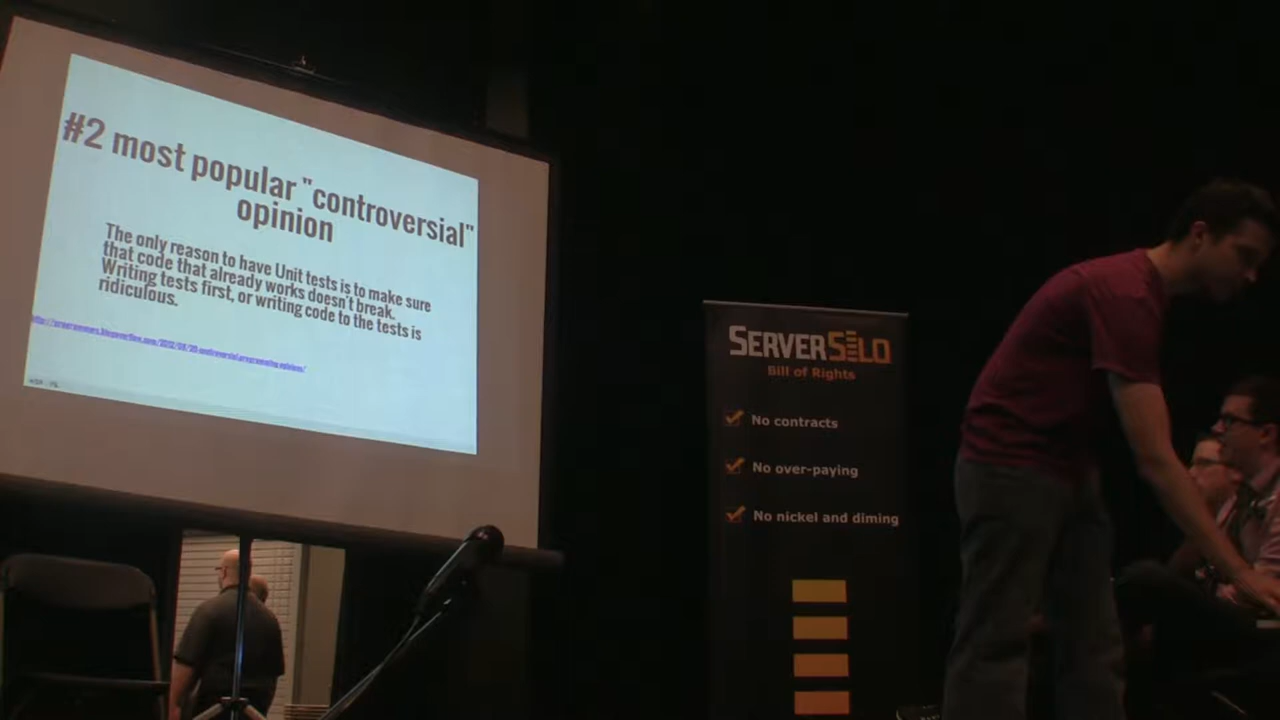 #2 most popular "controversial"
opinion
The only reason to have Unit tests is to make sure
that code that already works doesn't break.
Writing tests first, or writing code to the tests is
ridiculous.
SERVERSILO
Bill of Rights
No contracts
No over-paying
No nickel and diming